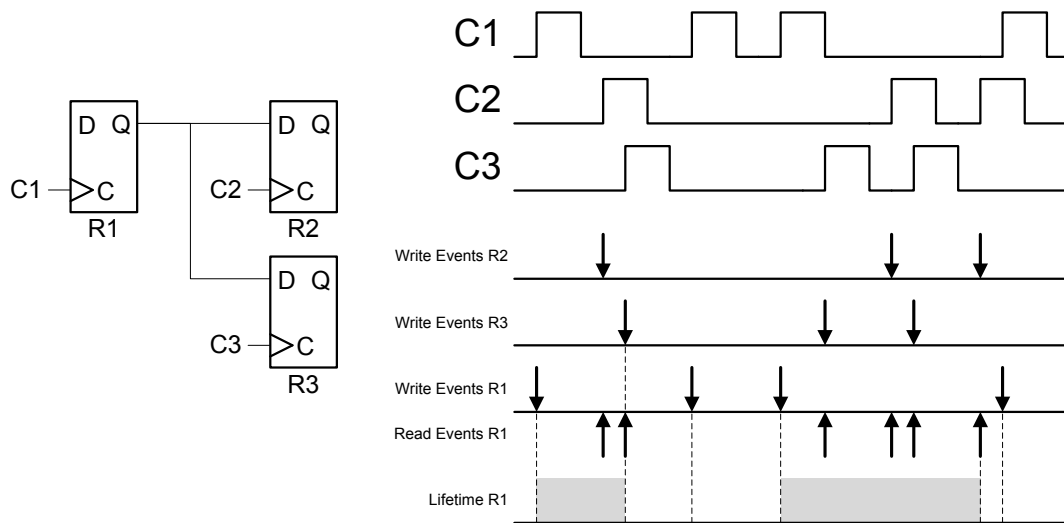 C1
C2
C3
D Q
C
R1
C1
D Q
C
R2
C2
D Q
C
R3
C3
Write Events R2
Write Events R3
Write Events R1
Read Events R1
Lifetime R1